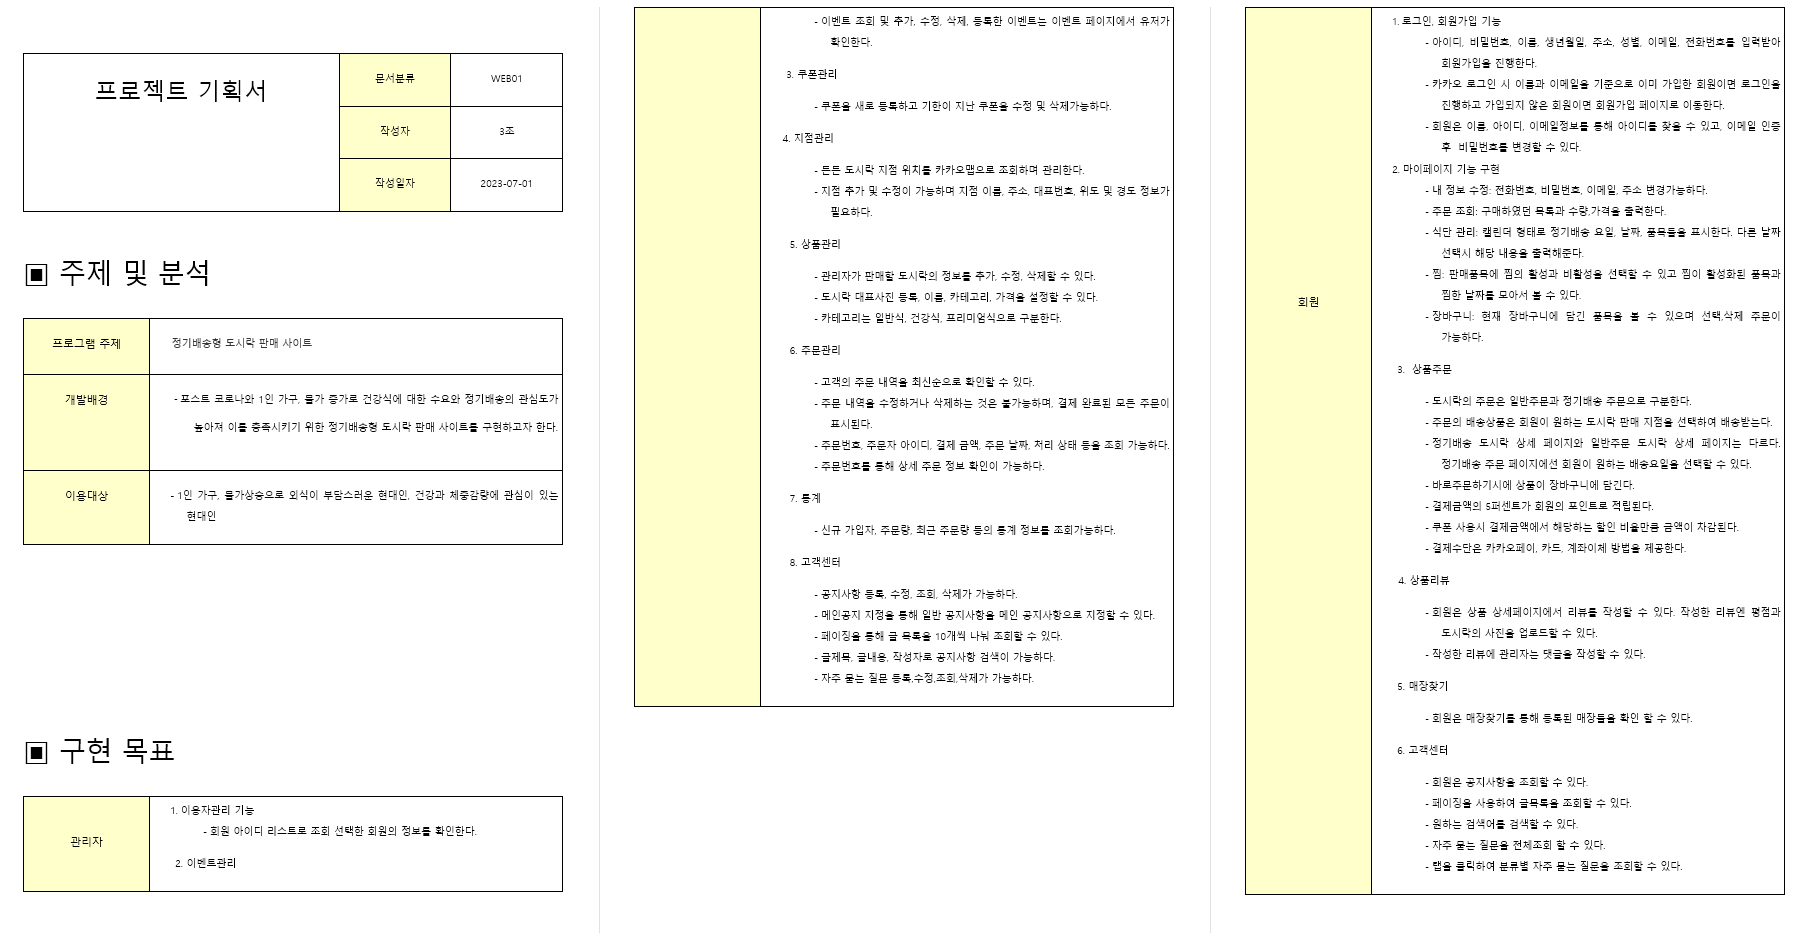 프로젝트 기획서
문서분류
WEB01
작성자
3조
작성일자
2023-07-01
▣ 주제 및 분석
프로그램 주제
정기배송형 도시락 판매 사이트
개발배경
- 포스트 코로나와 1인 가구, 물가 증가로 건강식에 대한 수요와 정기배송의 관심도가
높아져 이를 충족시키기 위한 정기배송형 도시락 판매 사이트를 구현하고자 한다.
이용대상
- 1인 가구, 물가상승으로 외식이 부담스러운 현대인, 건강과 체중감량에 관심이 있는
현대인
▣ 구현 목표
관리자
1. 이용자관리 기능
- 회원 아이디 리스트로 조회 선택한 회원의 정보를 확인한다.
2. 이벤트관리
- 이벤트 조회 및 추가, 수정, 삭제, 등록한 이벤트는 이벤트 페이지에서 유저가
확인한다.
3. 쿠폰관리
- 쿠폰을 새로 등록하고 기한이 지난 쿠폰을 수정 및 삭제가능하다.
4. 지점관리
- 든든 도시락 지점 위치를 카카오맵으로 조회하며 관리한다.
- 지점 추가 및 수정이 가능하며 지점 이름, 주소, 대표번호, 위도 및 경도 정보가
필요하다.
5. 상품관리
- 관리자가 판매할 도시락의 정보를 추가, 수정, 삭제할 수 있다.
- 도시락 대표사진 등록, 이름, 카테고리, 가격을 설정할 수 있다.
- 카테고리는 일반식, 건강식, 프리미엄식으로 구분한다.
6. 주문관리
- 고객의 주문 내역을 최신순으로 확인할 수 있다.
- 주문 내역을 수정하거나 삭제하는 것은 불가능하며, 결제 완료된 모든 주문이
표시된다.
- 주문번호, 주문자 아이디, 결제 금액, 주문 날짜, 처리 상태 등을 조회 가능하다.
- 주문번호를 통해 상세 주문 정보 확인이 가능하다.
7. 통계
- 신규 가입자, 주문량, 최근 주문량 등의 통계 정보를 조회가능하다.
8. 고객센터
- 공지사항 등록, 수정, 조회, 삭제가 가능하다.
- 메인공지 지정을 통해 일반 공지사항을 메인 공지사항으로 지정할 수 있다.
- 페이징을 통해 글 목록을 10개씩 나눠 조회할 수 있다.
- 글제목, 글내용, 작성자로 공지사항 검색이 가능하다.
- 자주 묻는 질문 등록,수정,조회,삭제가 가능하다.
회원
1. 로그인, 회원가입 기능
- 아이디, 비밀번호, 이름, 생년월일, 주소, 성별, 이메일, 전화번호를 입력받아
회원가입을 진행한다.
- 카카오 로그인 시 이름과 이메일을 기준으로 이미 가입한 회원이면 로그인을
진행하고 가입되지 않은 회원이면 회원가입 페이지로 이동한다.
- 회원은 이름, 아이디, 이메일정보를 통해 아이디를 찾을 수 있고, 이메일 인증
후 비밀번호를 변경할 수 있다.
2. 마이페이지 기능 구현
- 내 정보 수정: 전화번호, 비밀번호, 이메일, 주소 변경가능하다.
- 주문 조회: 구매하였던 목록과 수량,가격을 출력한다.
- 식단 관리: 캘린더 형태로 정기배송 요일, 날짜, 품목들을 표시한다. 다른 날짜
선택시 해당 내용을 출력해준다.
- 찜: 판매품목에 찜의 활성과 비활성을 선택할 수 있고 찜이 활성화된 품목과
찜한 날짜를 모아서 볼 수 있다.
- 장바구니: 현재 장바구니에 담긴 품목을 볼 수 있으며 선택,삭제 주문이
가능하다.
3. 상품주문
- 도시락의 주문은 일반주문과 정기배송 주문으로 구분한다.
- 주문의 배송상품은 회원이 원하는 도시락 판매 지점을 선택하여 배송받는다.
- 정기배송 도시락 상세 페이지와 일반주문 도시락 상세 페이지는 다르다.
정기배송 주문 페이지에선 회원이 원하는 배송요일을 선택할 수 있다.
- 바로주문하기시에 상품이 장바구니에 담긴다.
- 결제금액의 5퍼센트가 회원의 포인트로 적립된다.
- 쿠폰 사용시 결제금액에서 해당하는 할인 비율만큼 금액이 차감된다.
- 결제수단은 카카오페이, 카드, 계좌이체 방법을 제공한다.
4. 상품리뷰
- 회원은 상품 상세페이지에서 리뷰를 작성할 수 있다. 작성한 리뷰엔 평점과
도시락의 사진을 업로드할 수 있다.
- 작성한 리뷰에 관리자는 댓글을 작성할 수 있다.
5. 매장찾기
- 회원은 매장찾기를 통해 등록된 매장들을 확인 할 수 있다.
6. 고객센터
- 회원은 공지사항을 조회할 수 있다.
- 페이징을 사용하여 글목록을 조회할 수 있다.
- 원하는 검색어를 검색할 수 있다.
- 자주 묻는 질문을 전체조회 할 수 있다.
- 탭을 클릭하여 분류별 자주 묻는 질문을 조회할 수 있다.